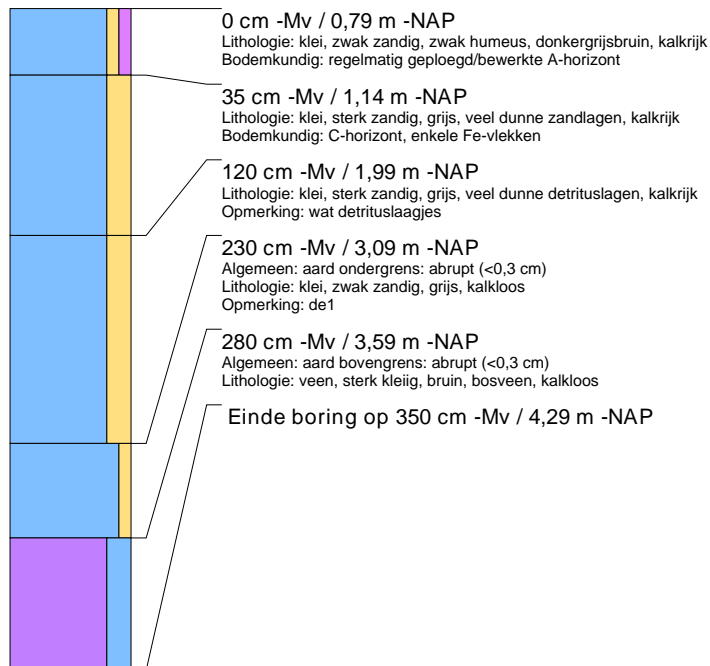 0 cm -Mv / 0,79 m -NAP
Lithologie: klei, zwak zandig, zwak humeus, donkergrijsbruin, kalkrijk
Bodemkundig: regelmatig geploegd/bewerkte A-horizont
35 cm -Mv / 1,14 m -NAP
Lithologie: klei, sterk zandig, grijs, veel dunne zandlagen, kalkrijk
Bodemkundig: C-horizont, enkele Fe-vlekken
120 cm -Mv / 1,99 m -NAP
Lithologie: klei, sterk zandig, grijs, veel dunne detrituslagen, kalkrijk
Opmerking: wat detrituslaagjes
230 cm -Mv / 3,09 m -NAP
Algemeen: aard ondergrens: abrupt (<0,3 cm)
Lithologie: klei, zwak zandig, grijs, kalkloos
Opmerking: de1
280 cm -Mv / 3,59 m -NAP
Algemeen: aard bovengrens: abrupt (<0,3 cm)
Lithologie: veen, sterk kleiig, bruin, bosveen, kalkloos
Einde boring op 350 cm -Mv / 4,29 m -NAP